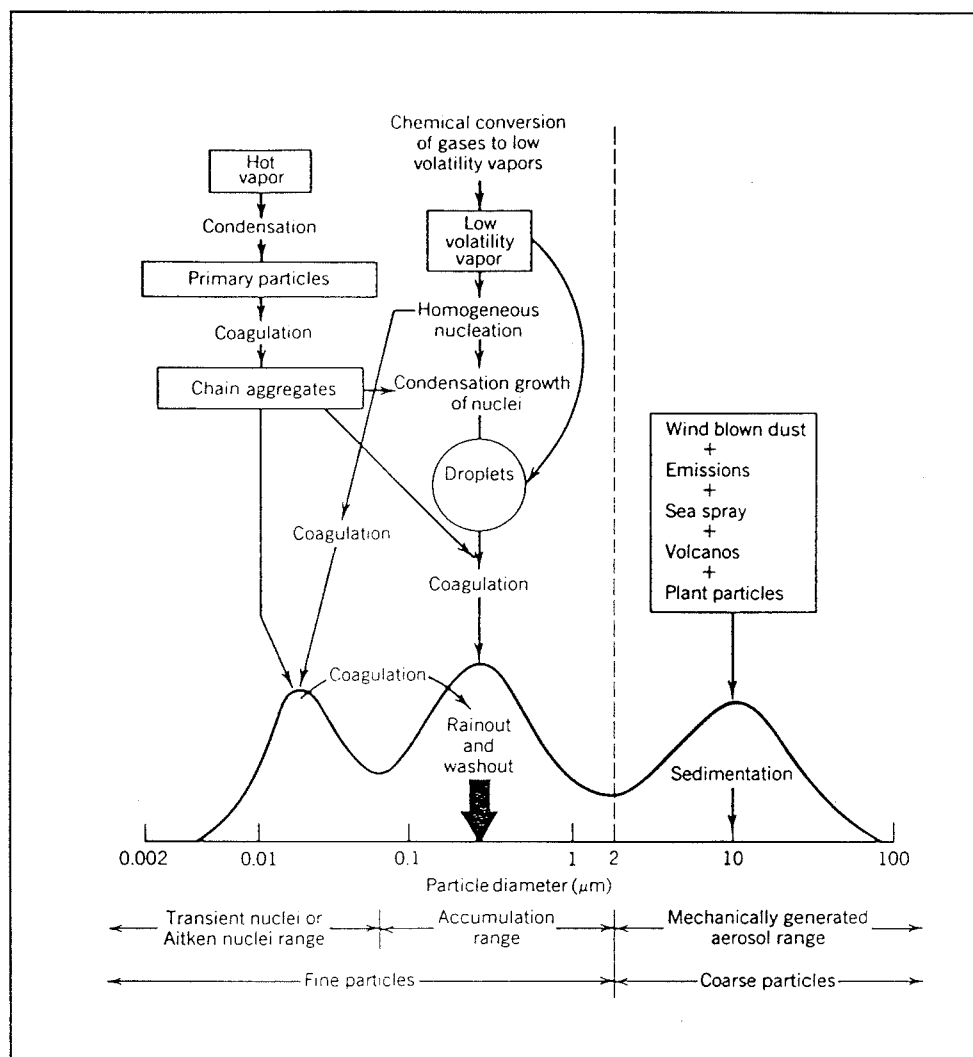 Hot
vapor
Condensation
Primary particles
Coagulation
Chain aggregates
Chemical conversion
of gases to low
volatility vapors
Low
volatility
vapor
Homogeneous
nucleation
Condensation growth
of nuclei
Droplets
Coagulation
Coagulation
Wind blown dust
+
Emissions
+
Sea spray
+
Volcanos
+
Plant particles
Coagulation
Rainout
and
washout
Sedimentation
0.002
0.01
0.1
1
2
10
100
Particle diameter (μm)
Transient nuclei or
Aitken nuclei range
Accumulation
range
Mechanically generated
aerosol range
Fine particles
Coarse particles